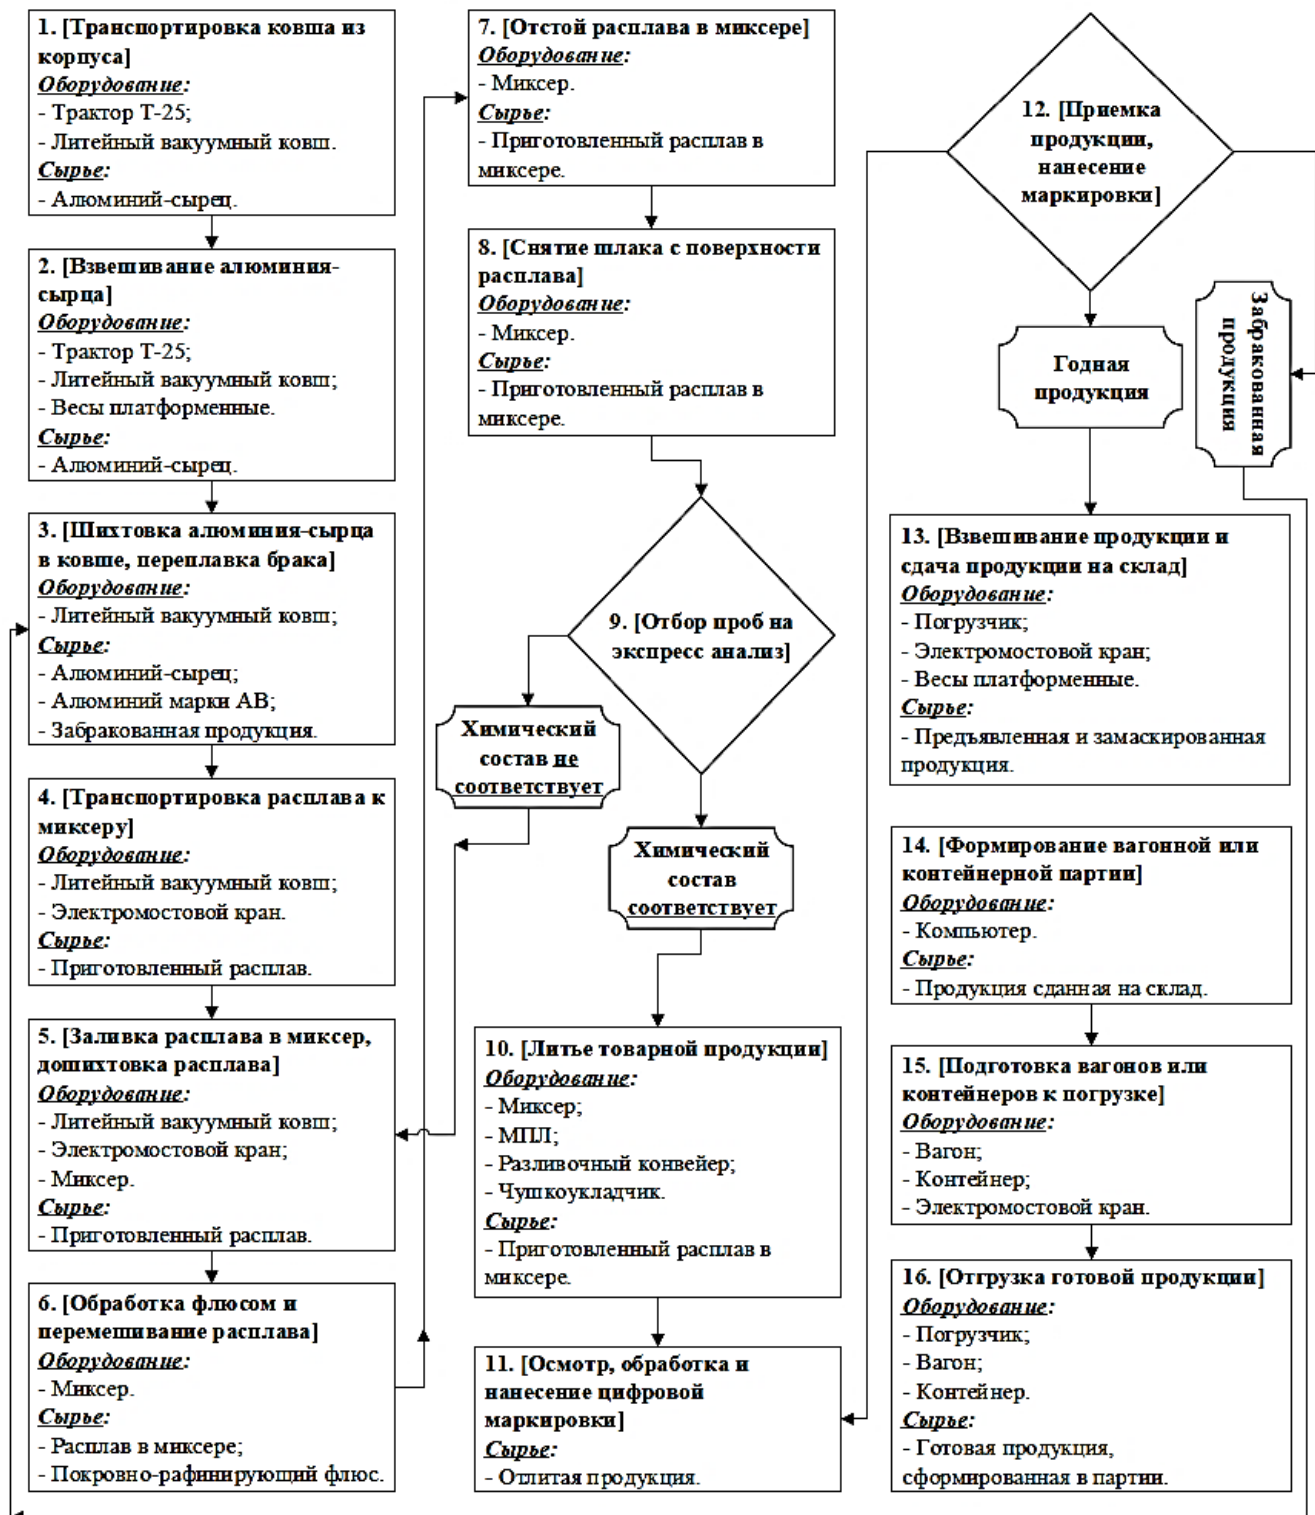 1. [Транспортировка ковша из
корпуса]
Оборудование:
- Трактор Т-25;
- Литейный вакуумный ковш.
Сырье:
- Алюминий-сырец.
2. [Взвешивание алюминия-
сырца]
Оборудование:
- Трактор Т-25;
- Литейный вакуумный ковш;
- Весы платформенные.
Сырье:
- Алюминий-сырец.
3. [Шихтовка алюминия-сырца
в ковше, переплавка брака]
Оборудование:
- Литейный вакуумный ковш;
Сырье:
- Алюминий-сырец;
- Алюминий марки АВ;
- Забракованная продукция.
4. [Транспортировка расплава к
миксеру]
Оборудование:
- Литейный вакуумный ковш;
- Электромостовой кран.
Сырье:
- Приготовленный расплав.
5. [Заливка расплава в миксер,
дошихтовка расплава]
Оборудование:
- Литейный вакуумный ковш;
- Электромостовой кран;
- Миксер.
Сырье:
- Приготовленный расплав.
6. [Обработка флюсом и
перемешивание расплава]
Оборудование:
- Миксер.
Сырье:
- Расплав в миксере;
- Покровно-рафинирующий флюс.
7. [Отстой расплава в миксере]
Оборудование:
- Миксер.
Сырье:
- Приготовленный расплав в
миксере.
8. [Снятие шлака с поверхности
расплава]
Оборудование:
- Миксер.
Сырье:
- Приготовленный расплав в
миксере.
9. [Отбор проб на
экспресс анализ]
Химический
состав не
соответствует
Химический
состав
соответствует
10. [Литье товарной продукции]
Оборудование:
- Миксер;
- МПЛ;
- Разливочный конвейер;
- Чушкоукладчик.
Сырье:
- Приготовленный расплав в
миксере.
11. [Осмотр, обработка и
нанесение цифровой
маркировки]
Сырье:
- Отлитая продукция.
12. [Приемка
продукции,
нанесение
маркировки]
Годная
продукция
Забракованная
продукция
13. [Взвешивание продукции и
сдача продукции на склад]
Оборудование:
- Погрузчик;
- Электромостовой кран;
- Весы платформенные.
Сырье:
- Предъявленная и замаскированная
продукция.
14. [Формирование вагонной или
контейнерной партии]
Оборудование:
- Компьютер.
Сырье:
- Продукция сданная на склад.
15. [Подготовка вагонов или
контейнеров к погрузке]
Оборудование:
- Вагон;
- Контейнер;
- Электромостовой кран.
16. [Отгрузка готовой продукции]
Оборудование:
- Погрузчик;
- Вагон;
- Контейнер.
Сырье:
- Готовая продукция,
сформированная в партии.